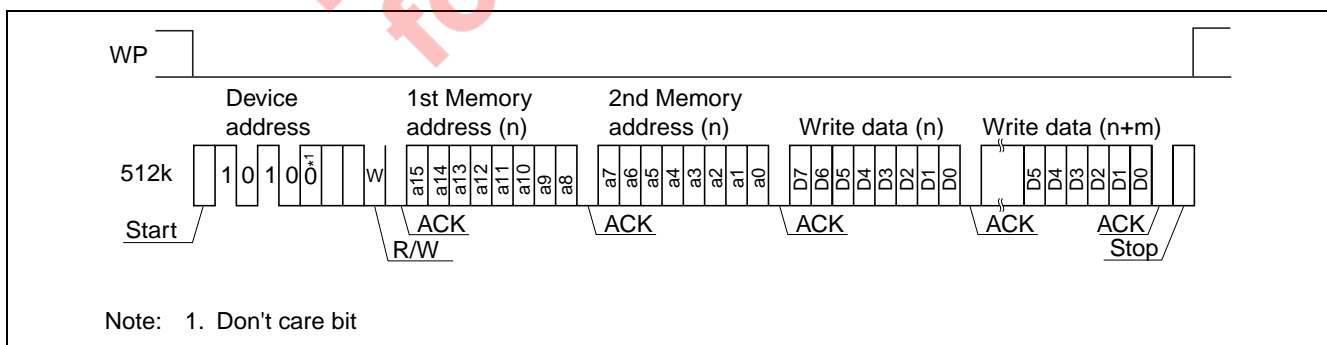 fo
WP
Device
address
1st Memory
address (n)
2nd Memory
address (n)
Write data (n)
Write data (n+m)
512k
1 0 1 0 0*1 W a15 a14 a13 a12 a11 a10 a9 a8 a7 a6 a5 a4 a3 a2 a1 a0 D7 D6 D5 D4 D3 D2 D1 D0 D5 D4 D3 D2 D1 D0
Start
R/W
ACK
ACK
ACK
ACK
ACK
Stop
Note: 1. Don't care bit